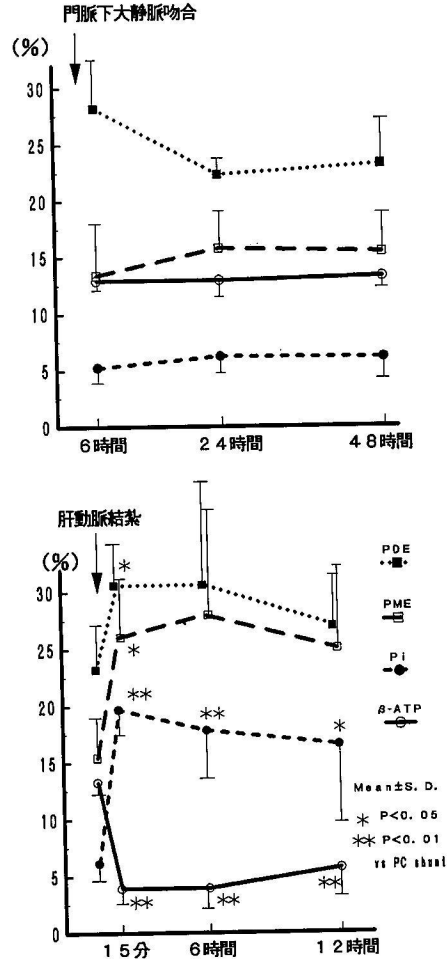 門脈下大静脈吻合
(%)
30
25
20
15
10
5
0
6時間 24時間 48時間
肝動脈結紮
(%)
30
25
20
15
10
5
0
*
*
**
**
*
**
**
**
15分 6時間 12時間
PDE
PME
Pi
β-ATP
Mean±S.D.
* P<0.05
** P<0.01
vs PC shunt